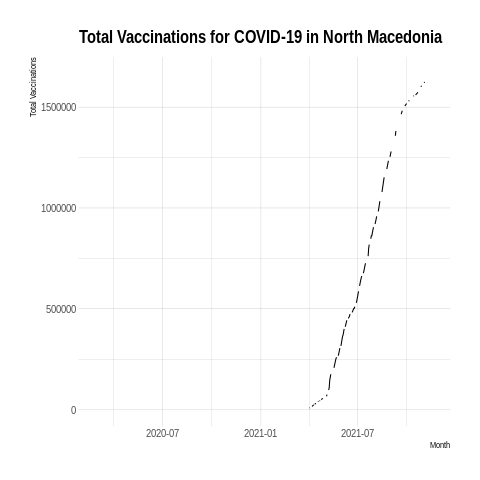 Total Vaccinations for COVID-19 in North Macedonia
Total Vaccinations
1500000
1000000
500000
0
2020-07 2021-01 2021-07
Month